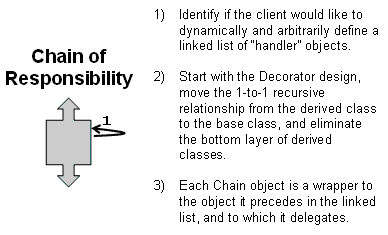 Chain of
Responsibility
1
1) Identify if the client would like to
dynamically and arbitrarily define a
linked list of "handler" objects.
2) Start with the Decorator design,
move the 1-to-1 recursive
relationship from the derived class
to the base class, and eliminate
the bottom layer of derived
classes.
3) Each Chain object is a wrapper to
the object it precedes in the linked
list, and to which it delegates.